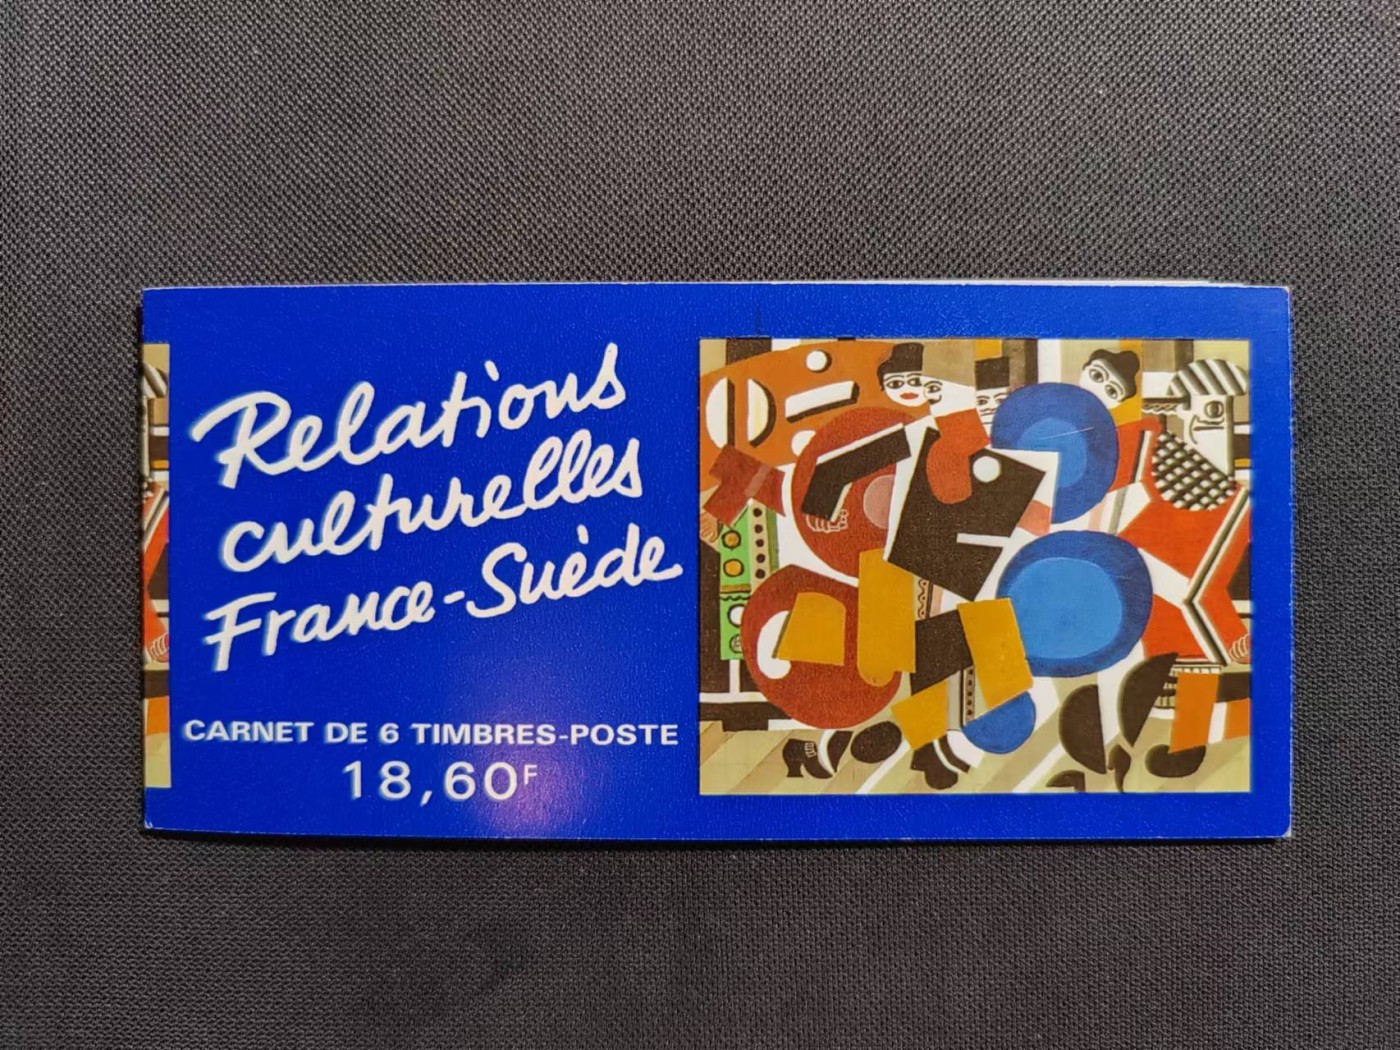 Relations
culturelles
France-Suède
CARNET DE 6 TIMBRES-POSTE
18,60F